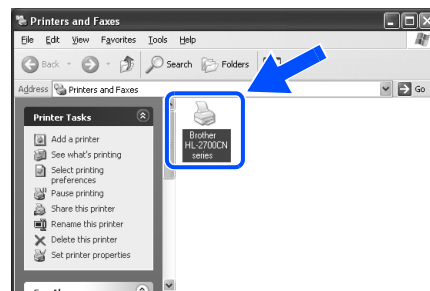 Printers and Faxes
File Edit View Favorites Tools Help
Back Search Folders
Address Printers and Faxes Go
Printer Tasks
Add a printer
See what's printing
Select printing
preferences
Pause printing
Share this printer
Rename this printer
Delete this printer
Set printer properties
Brother
HL-2700CN
series